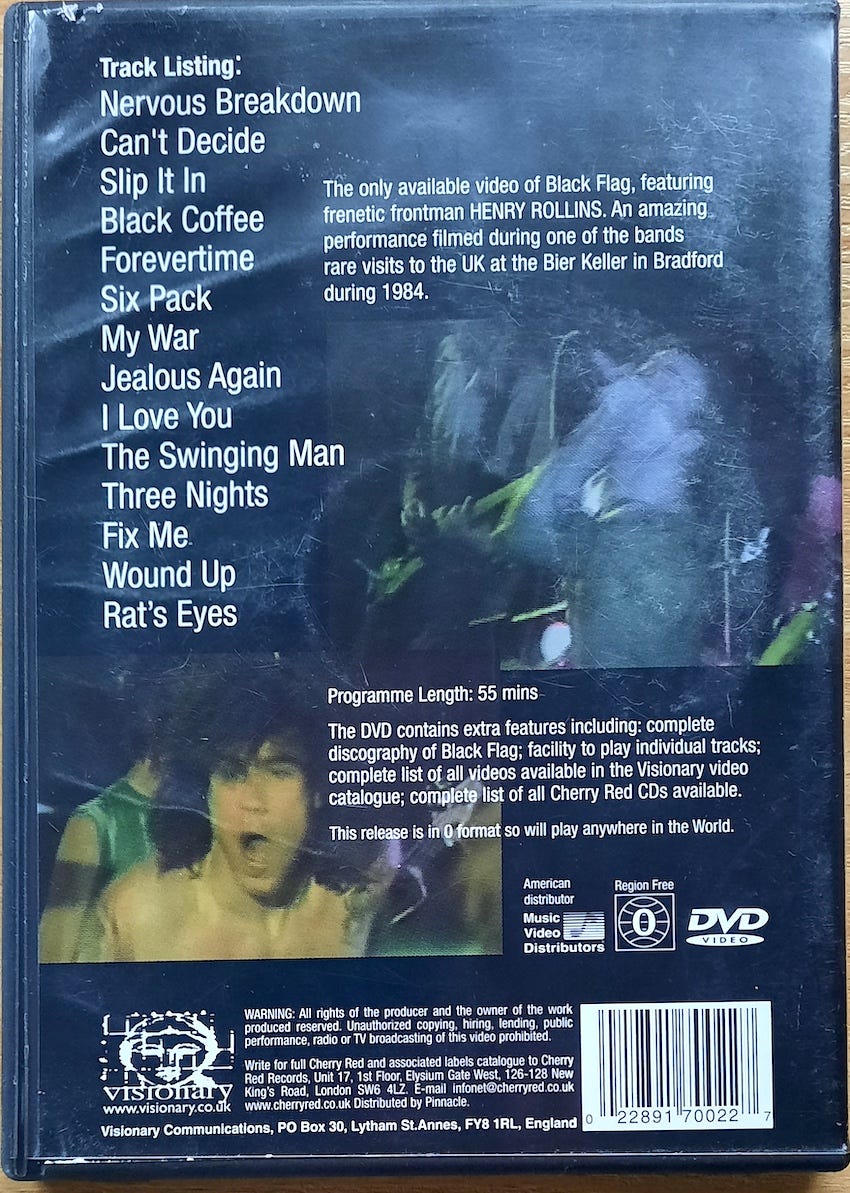 Track Listing:
Nervous Breakdown
Can't Decide
Slip It In
Black Coffee
Forevertime
Six Pack
My War
Jealous Again
I Love You
The Swinging Man
Three Nights
Fix Me
Wound Up
Rat's Eyes
The only available video of Black Flag, featuring
frenetic frontman HENRY ROLLINS. An amazing
performance filmed during one of the bands
rare visits to the UK at the Bier Keller in Bradford
during 1984.
Programme Length: 55 mins
The DVD contains extra features including: complete
discography of Black Flag; facility to play individual tracks;
complete list of all videos available in the Visionary video
catalogue; complete list of all Cherry Red CDs available.
This release is in 0 format so will play anywhere in the World.
American
distributor
Music
Video
Distributors
Region Free
0
DVD
VIDEO
visionary
www.visionary.co.uk
WARNING: All rights of the producer and the owner of the work
produced reserved. Unauthorized copying, hiring, lending, public
performance, radio or TV broadcasting of this video prohibited.
Write for full Cherry Red and associated labels catalogue to Cherry
Red Records, Unit 17, 1st Floor, Elysium Gate West, 126-128 New
King's Road, London SW6 4LZ. E-mail infonet@cherryred.co.uk
www.cherryred.co.uk Distributed by Pinnacle.
Visionary Communications, PO Box 30, Lytham St.Annes, FY8 1RL, England
0 22891 70022 7